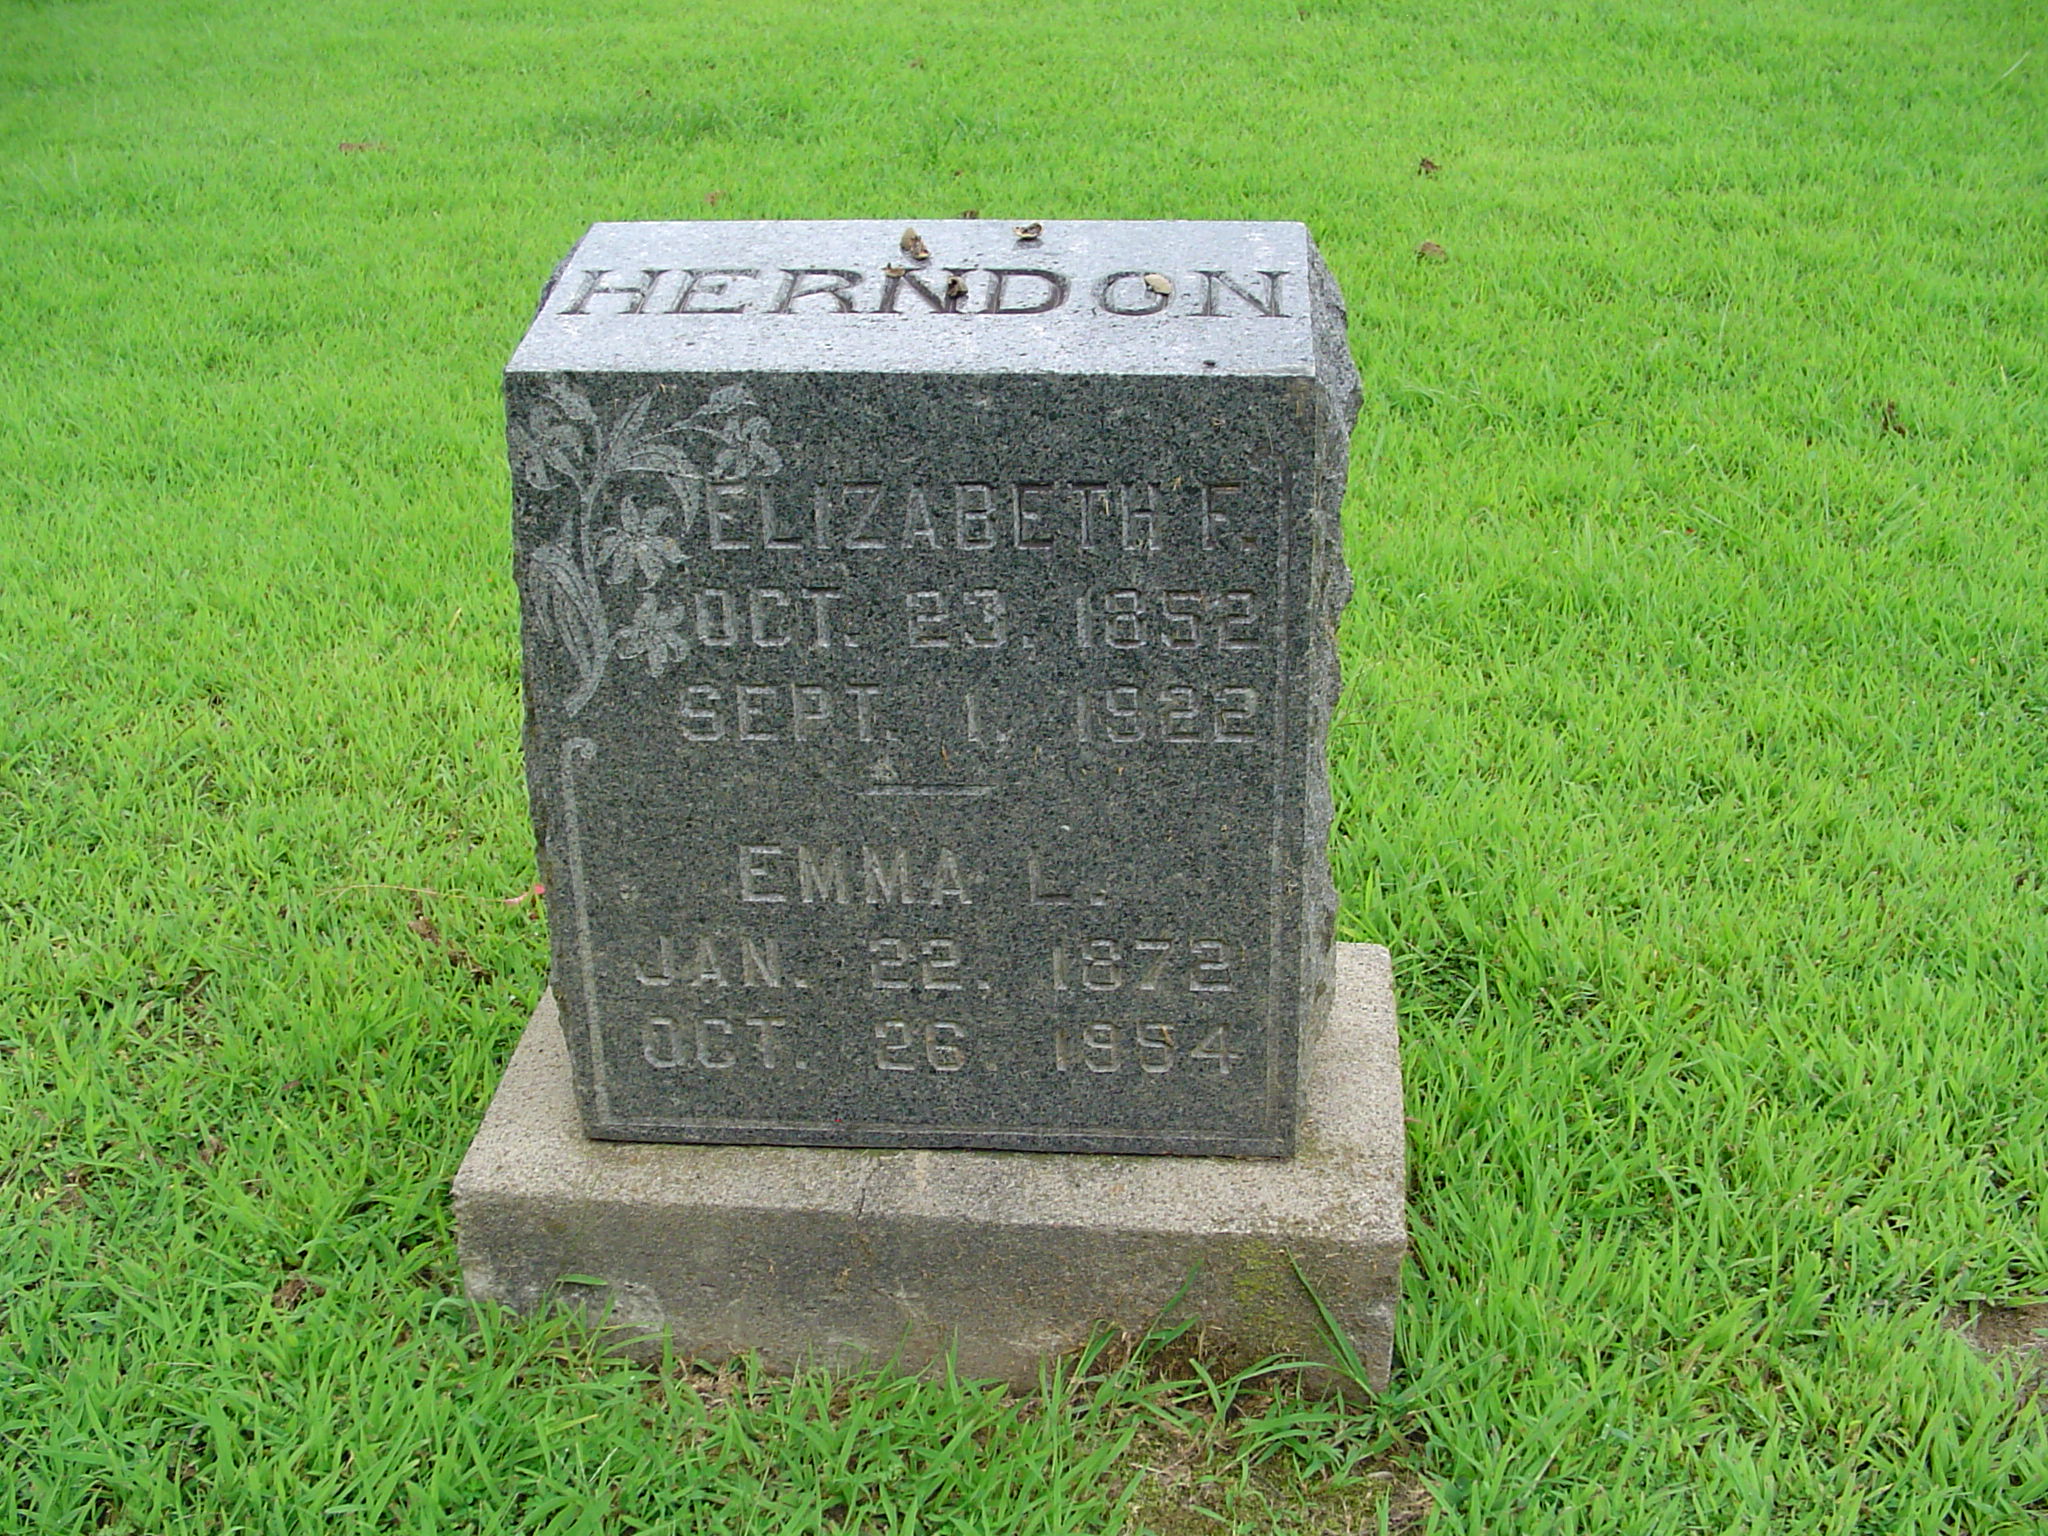 HERNDON
ELIZABETH F.
OCT. 23, 1852
SEPT. 1, 1922
EMMA L.
JAN. 22, 1872
OCT. 26, 1954